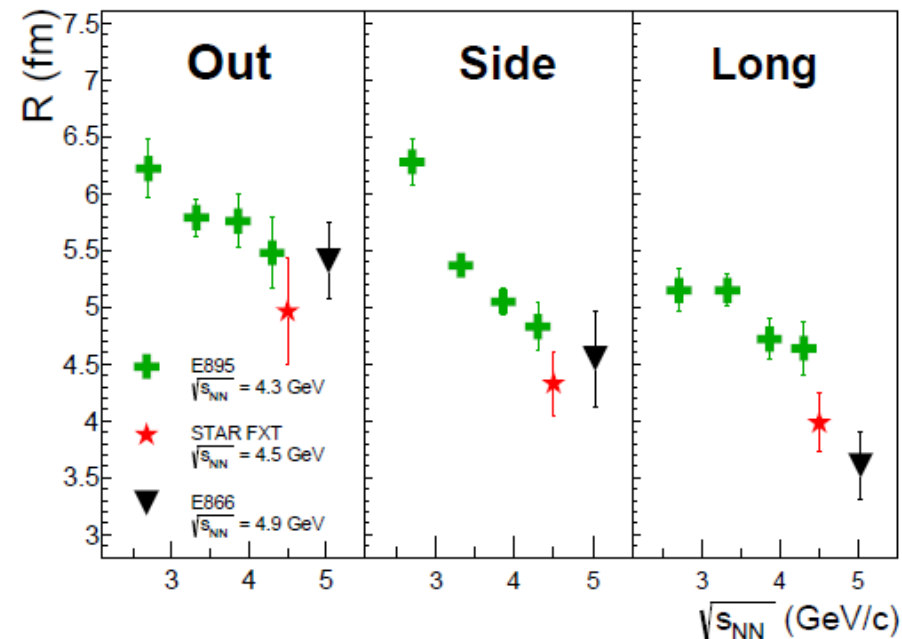 R (fm)
7.5
7
6.5
6
5.5
5
4.5
4
3.5
3
Out
Side
Long
E895
√sNN = 4.3 GeV
STAR FXT
√sNN = 4.5 GeV
E866
√sNN = 4.9 GeV
3 4 5
3 4 5
3 4 5
√sNN (GeV/c)